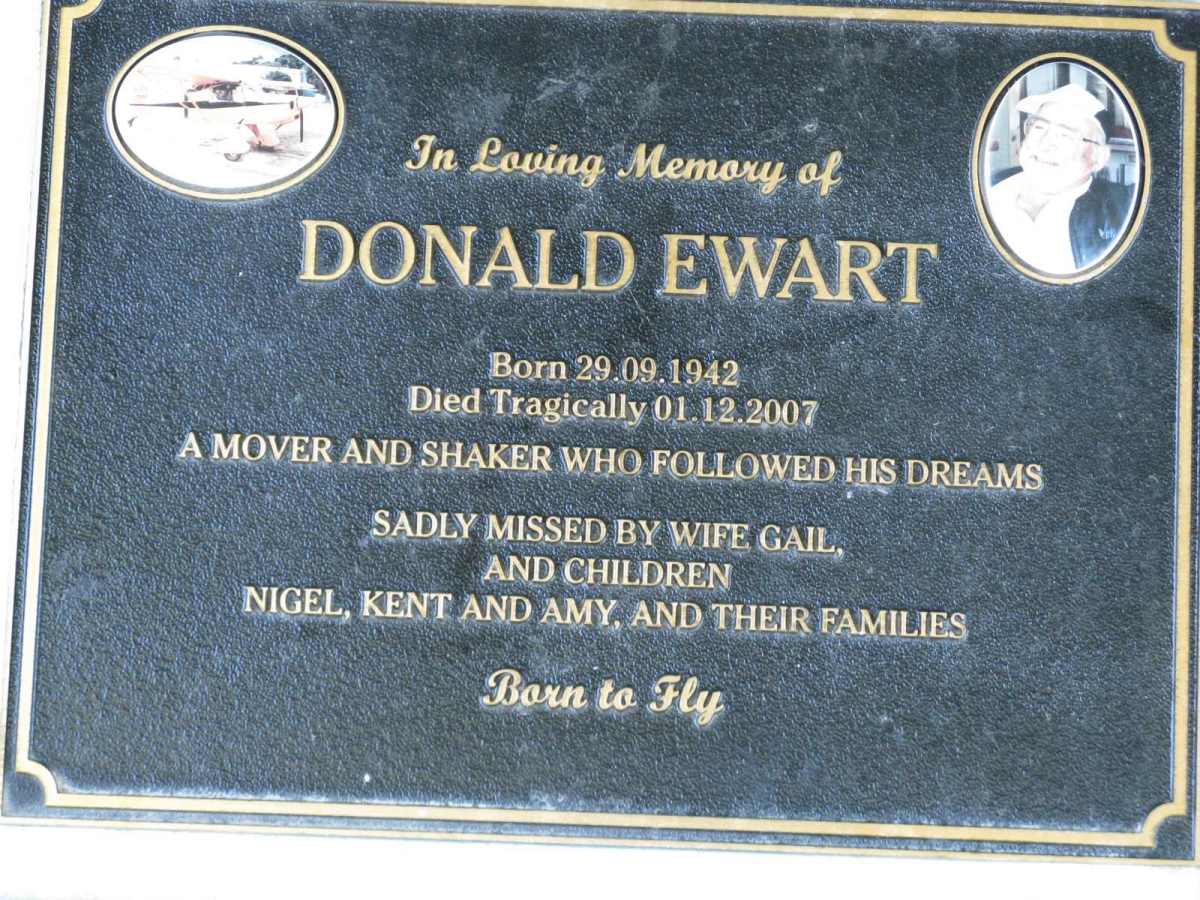 In Loving Memory of
DONALD EWART
Born 29.09.1942
Died Tragically 01.12.2007
A MOVER AND SHAKER WHO FOLLOWED HIS DREAMS
SADLY MISSED BY WIFE GAIL,
AND CHILDREN
NIGEL, KENT AND AMY, AND THEIR FAMILIES
Born to Fly